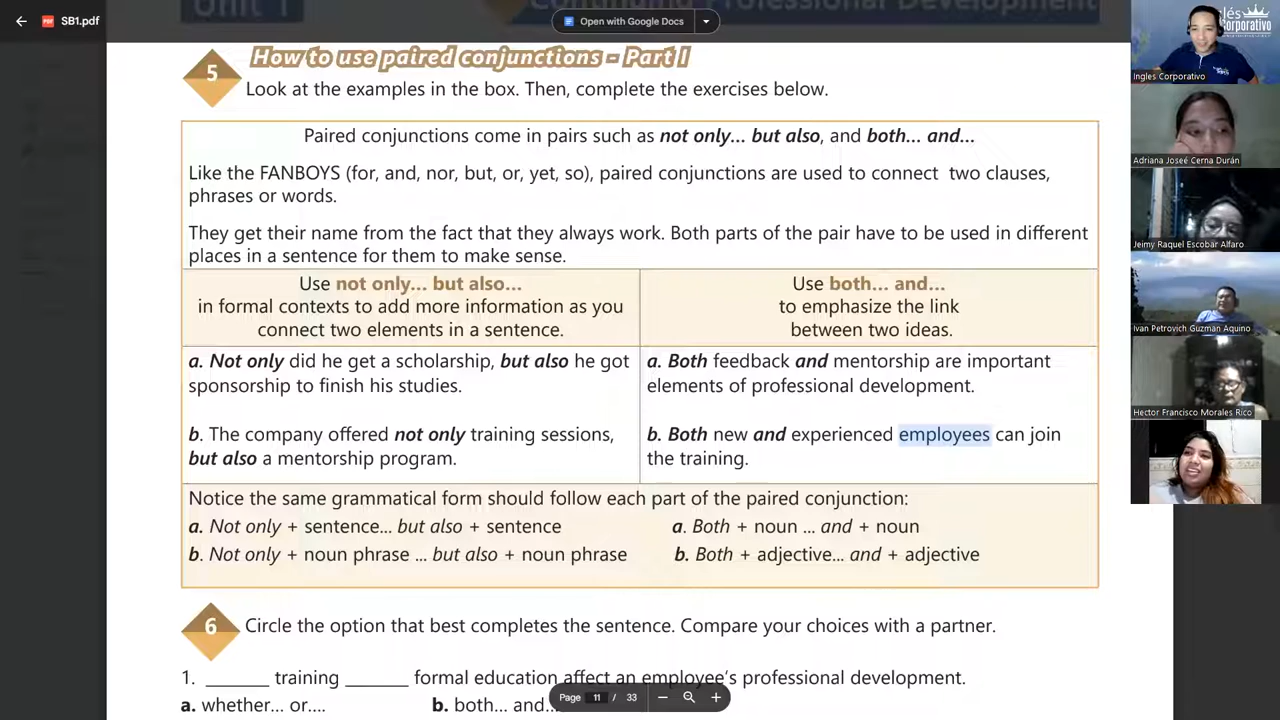 Unit 1
Professional Development
SB1.pdf
Open with Google Docs
5
How to use paired conjunctions - Part I
Look at the examples in the box. Then, complete the exercises below.
Paired conjunctions come in pairs such as not only... but also, and both... and...
Like the FANBOYS (for, and, nor, but, or, yet, so), paired conjunctions are used to connect two clauses,
phrases or words.
They get their name from the fact that they always work. Both parts of the pair have to be used in different
places in a sentence for them to make sense.
Use not only... but also...
in formal contexts to add more information as you
connect two elements in a sentence.
Use both... and...
to emphasize the link
between two ideas.
a. Not only did he get a scholarship, but also he got
sponsorship to finish his studies.
b. The company offered not only training sessions,
but also a mentorship program.
a. Both feedback and mentorship are important
elements of professional development.
b. Both new and experienced employees can join
the training.
Notice the same grammatical form should follow each part of the paired conjunction:
a. Not only + sentence... but also + sentence
b. Not only + noun phrase ... but also + noun phrase
a. Both + noun ... and + noun
b. Both + adjective... and + adjective
6
Circle the option that best completes the sentence. Compare your choices with a partner.
1. _______ training _______ formal education affect an employee's professional development.
a. whether... or....
b. both... and...
Page 11 / 33
Inglés
Corporativo
Ingles Corporativo
Adriana Joseé Cerna Durán
Jeimy Raquel Escobar Alfaro
Ivan Petrovich Guzman Aquino
Hector Francisco Morales Rico